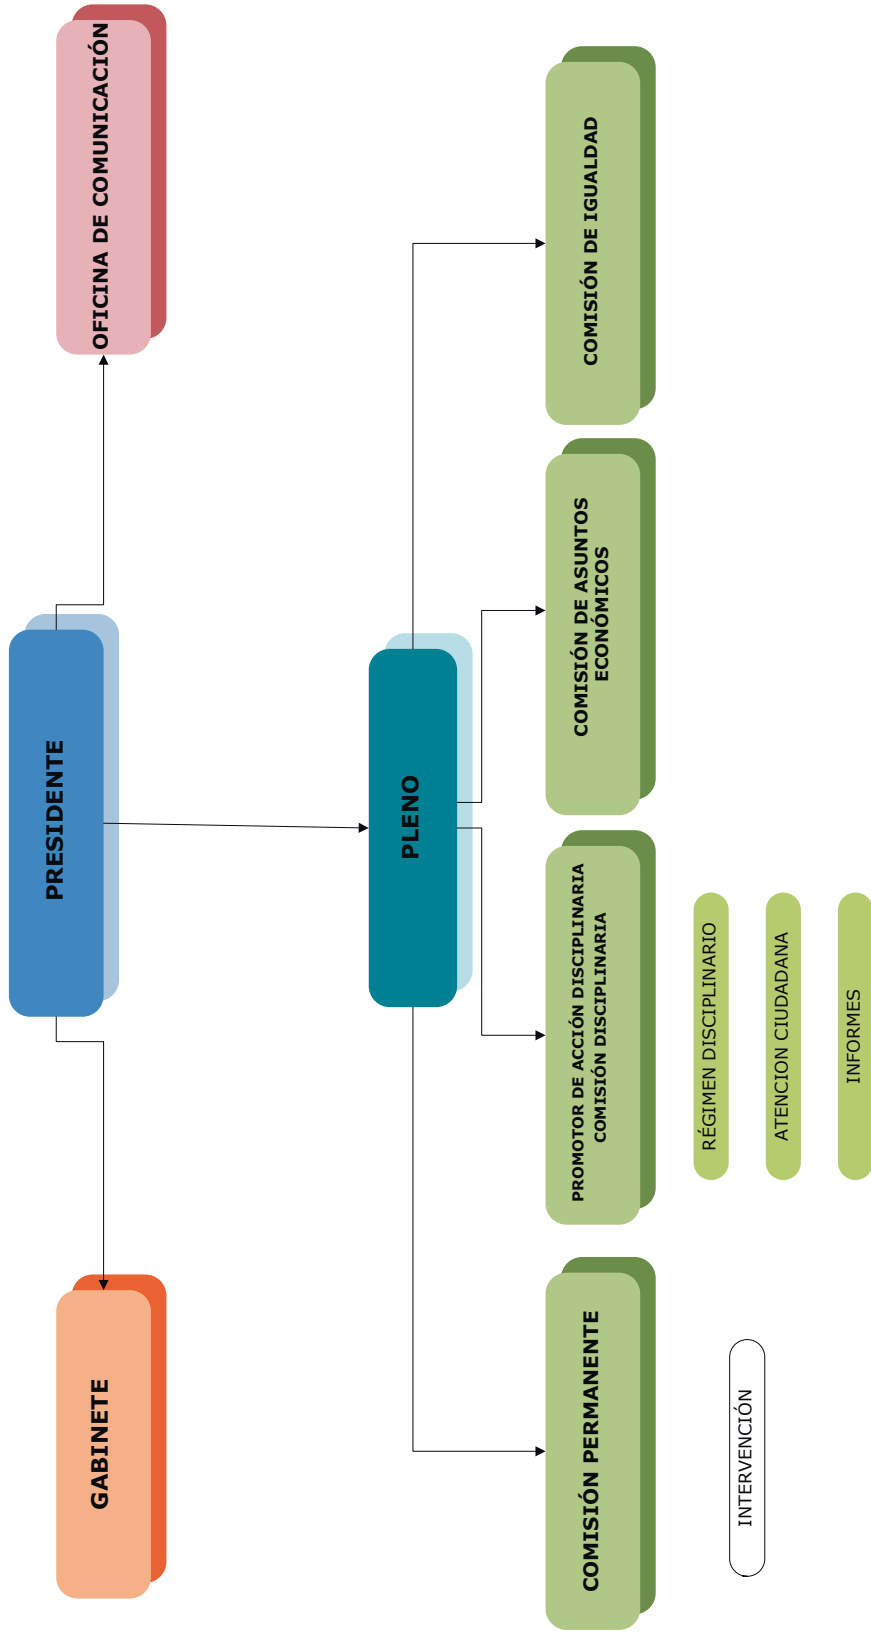 PRESIDENTE
GABINETE
OFICINA DE COMUNICACIÓN
PLENO
COMISIÓN PERMANENTE
PROMOTOR DE ACCIÓN DISCIPLINARIA
COMISIÓN DISCIPLINARIA
COMISIÓN DE ASUNTOS
ECONÓMICOS
COMISIÓN DE IGUALDAD
INTERVENCIÓN
RÉGIMEN DISCIPLINARIO
ATENCION CIUDADANA
INFORMES